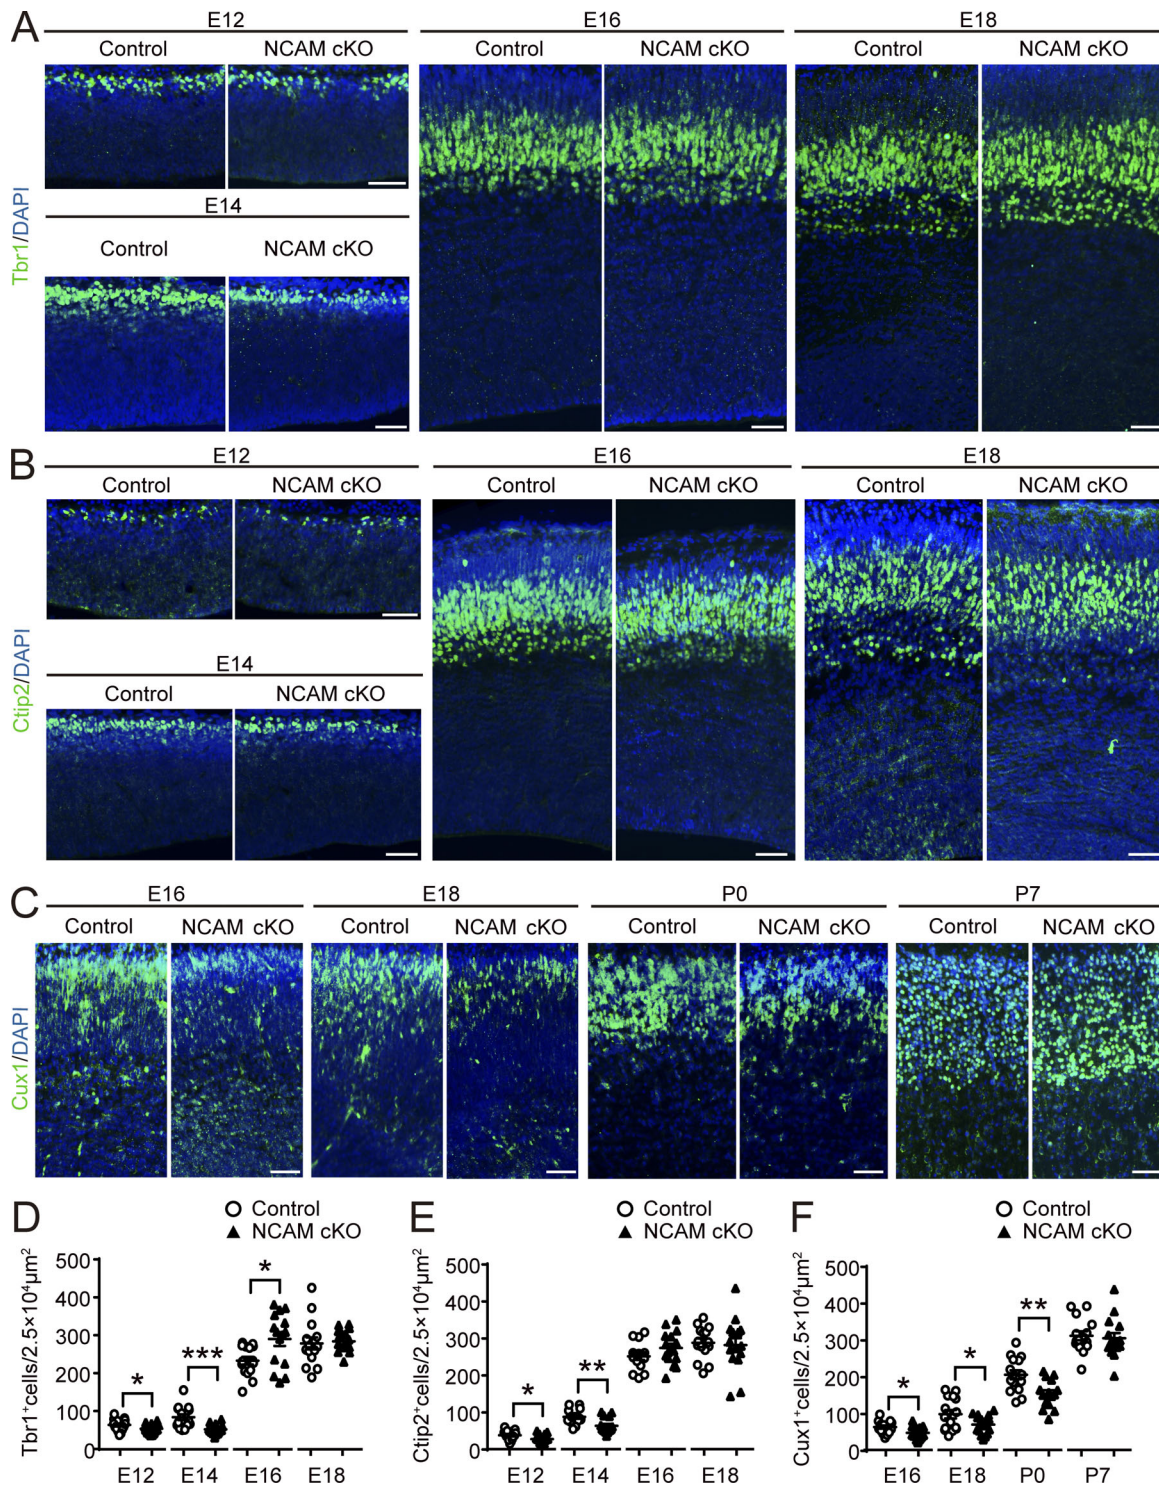 A
E12
E16
E18
Control
NCAM cKO
Control
NCAM cKO
Control
NCAM cKO
E14
Control
NCAM cKO
Tbr1/DAPI
B
E12
E16
E18
Control
NCAM cKO
Control
NCAM cKO
Control
NCAM cKO
E14
Control
NCAM cKO
Ctip2/DAPI
C
E16
E18
P0
P7
Control
NCAM cKO
Control
NCAM cKO
Control
NCAM cKO
Control
NCAM cKO
Cux1/DAPI
D
Control
NCAM cKO
Tbr1⁺cells/2.5×10⁴µm²
500
400
300
200
100
0
*
***
*
E12
E14
E16
E18
E
Control
NCAM cKO
Ctip2⁺cells/2.5×10⁴µm²
500
400
300
200
100
0
*
**
E12
E14
E16
E18
F
Control
NCAM cKO
Cux1⁺cells/2.5×10⁴µm²
500
400
300
200
100
0
*
*
**
E16
E18
P0
P7